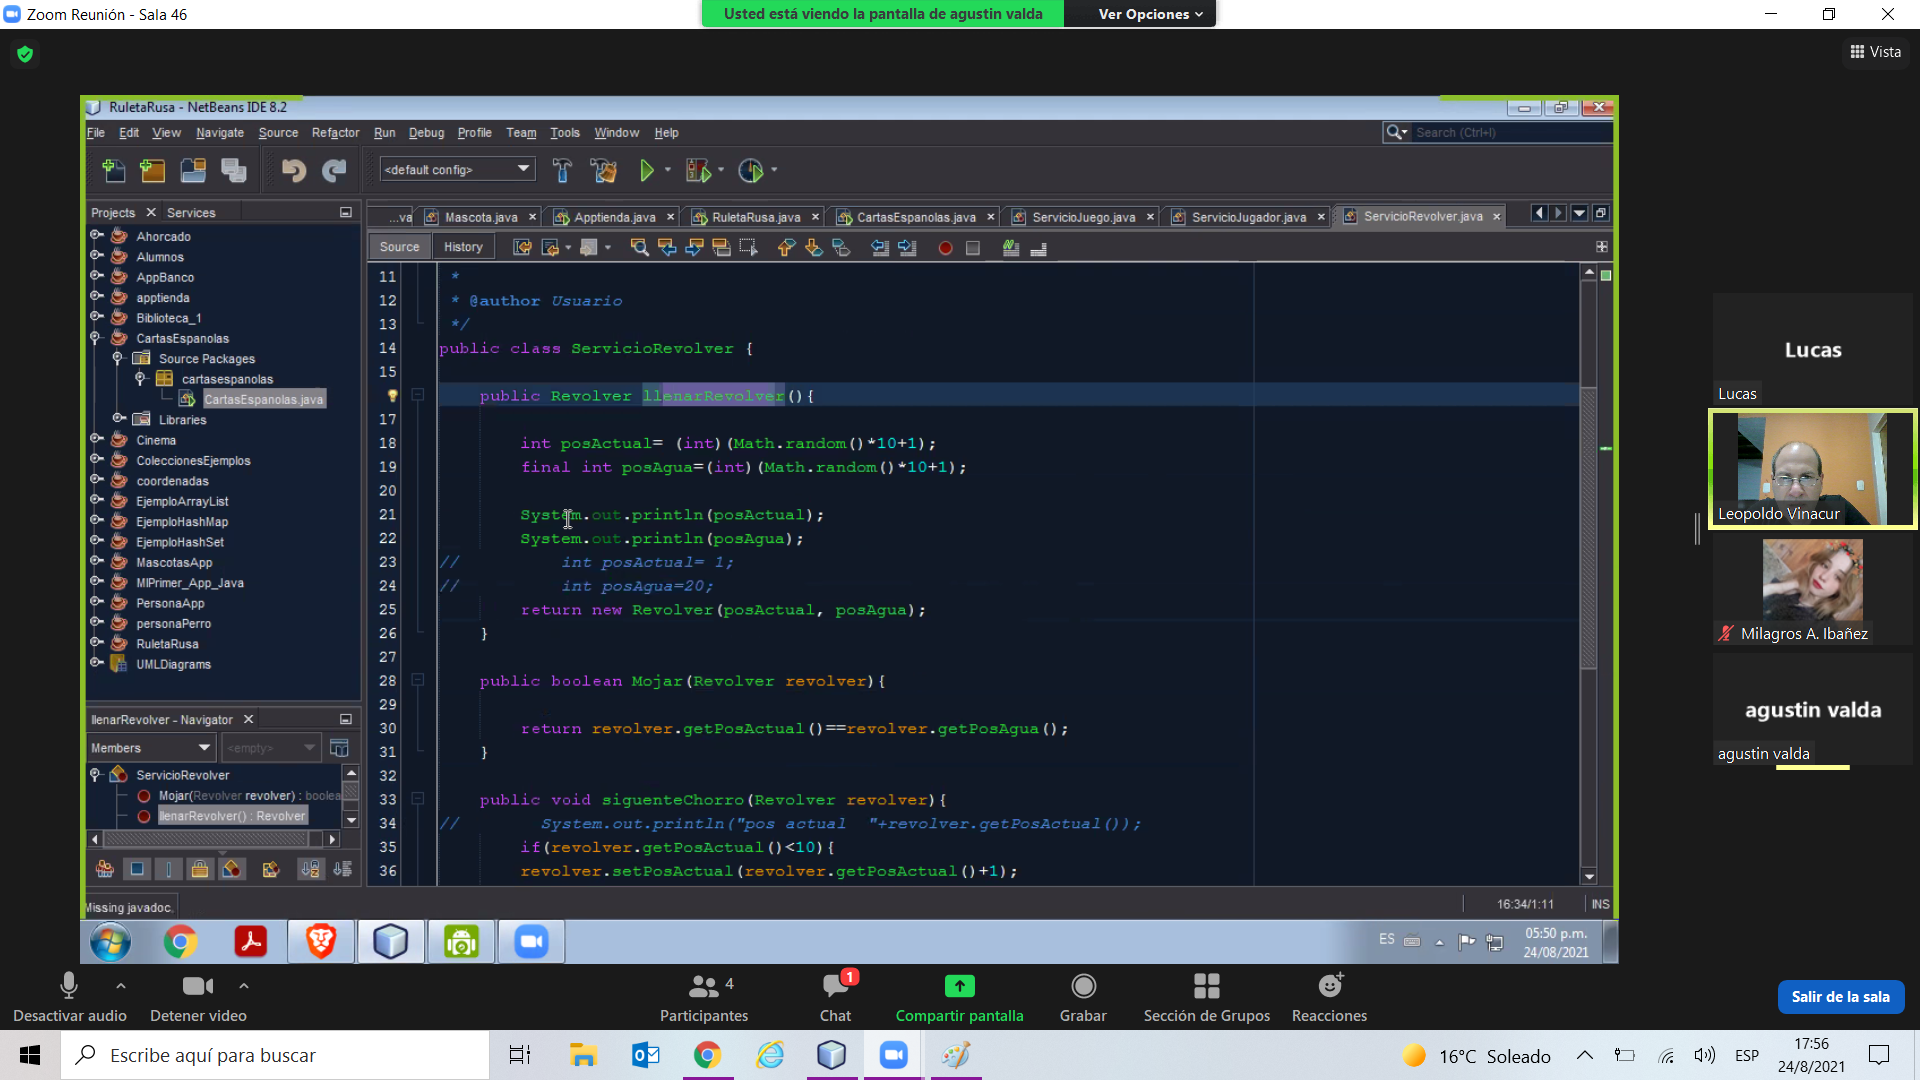 Zoom Reunión - Sala 46
Usted está viendo la pantalla de agustin valda
Ver Opciones
Vista
RuletaRusa - NetBeans IDE 8.2
File Edit View Navigate Source Refactor Run Debug Profile Team Tools Window Help
Search (Ctrl+I)
<default config>
Projects
Services
...va
Mascota.java
Apptienda.java
RuletaRusa.java
CartasEspanolas.java
ServicioJuego.java
ServicioJugador.java
ServicioRevolver.java
Source
History
Ahorcado
Alumnos
AppBanco
apptienda
Biblioteca_1
CartasEspanolas
Source Packages
cartasespanolas
CartasEspanolas.java
Libraries
Cinema
ColeccionesEjemplos
coordenadas
EjemploArrayList
EjemploHashMap
EjemploHashSet
MascotasApp
MIPrimer_App_Java
PersonaApp
personaPerro
RuletaRusa
UMLDiagrams
llenarRevolver - Navigator
Members
<empty>
ServicioRevolver
Mojar(Revolver revolver) : boolea
llenarRevolver() : Revolver
Missing javadoc.
11 *
12 * @author Usuario
13 */
14 public class ServicioRevolver {
15
public Revolver llenarRevolver(){
17
18 int posActual= (int)(Math.random()*10+1);
19 final int posAgua=(int)(Math.random()*10+1);
20
21 System.out.println(posActual);
22 System.out.println(posAgua);
23 // int posActual= 1;
24 // int posAgua=20;
25 return new Revolver(posActual, posAgua);
26 }
27
28 public boolean Mojar(Revolver revolver){
29
30 return revolver.getPosActual()==revolver.getPosAgua();
31 }
32
33 public void siguenteChorro(Revolver revolver){
34 // System.out.println("pos actual "+revolver.getPosActual());
35 if(revolver.getPosActual()<10){
36 revolver.setPosActual(revolver.getPosActual()+1);
16:34/1:11
INS
ES
05:50 p.m.
24/08/2021
Lucas
Lucas
Leopoldo Vinacur
Milagros A. Ibañez
agustin valda
agustin valda
Desactivar audio
Detener video
4
Participantes
1
Chat
Compartir pantalla
Grabar
Sección de Grupos
Reacciones
Salir de la sala
Escribe aquí para buscar
16°C Soleado
ESP
17:56
24/8/2021